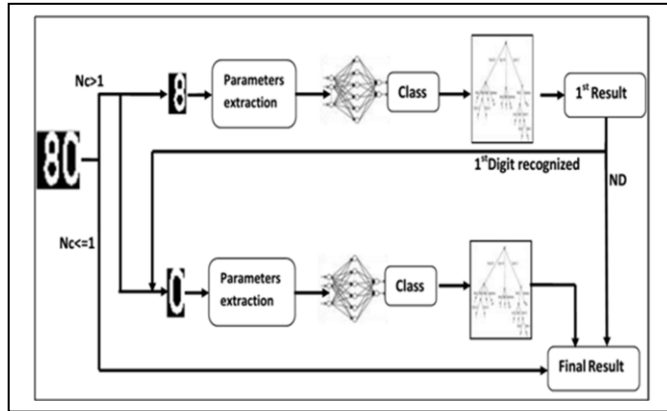 Nc>1
8
Parameters
extraction
Class
1st Result
80
1stDigit recognized
ND
Nc<=1
0
Parameters
extraction
Class
Final Result